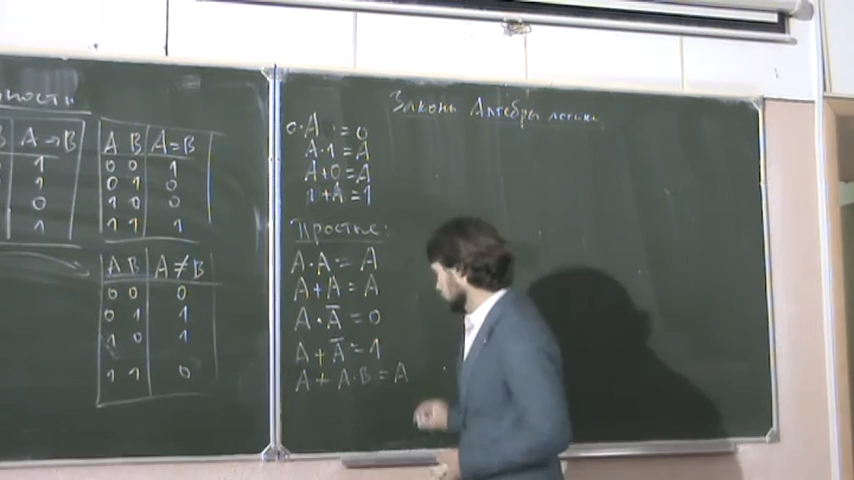 ность
B A→B
1
1
0
1
A B A=B
0 0 1
0 1 0
1 0 0
1 1 1
A B A≠B
0 0 0
0 1 1
1 0 1
1 1 0
Законы Алгебры логики
0·A = 0
A·1 = A
A+0 = A
1+A = 1
Простые:
A·A = A
A+A = A
A·A̅ = 0
A+A̅ = 1
A + A·B = A